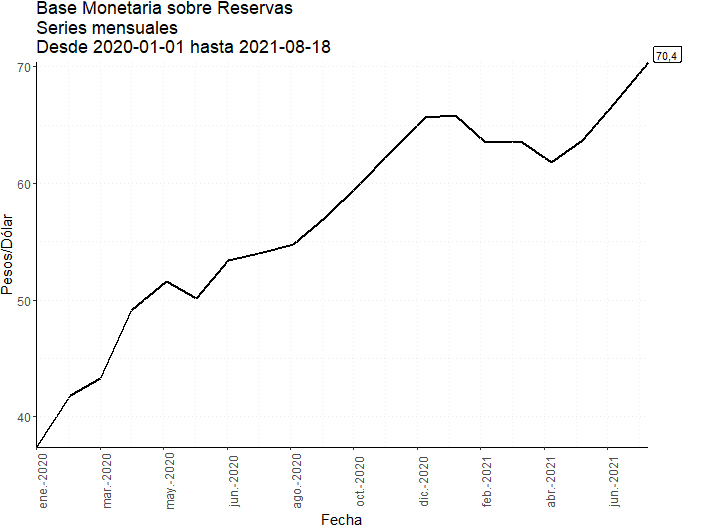 Base Monetaria sobre Reservas
Series mensuales
Desde 2020-01-01 hasta 2021-08-18
70,4
70
60
50
40
Pesos/Dólar
ene.-2020
mar.-2020
may.-2020
jun.-2020
ago.-2020
oct.-2020
dic.-2020
feb.-2021
abr.-2021
jun.-2021
Fecha